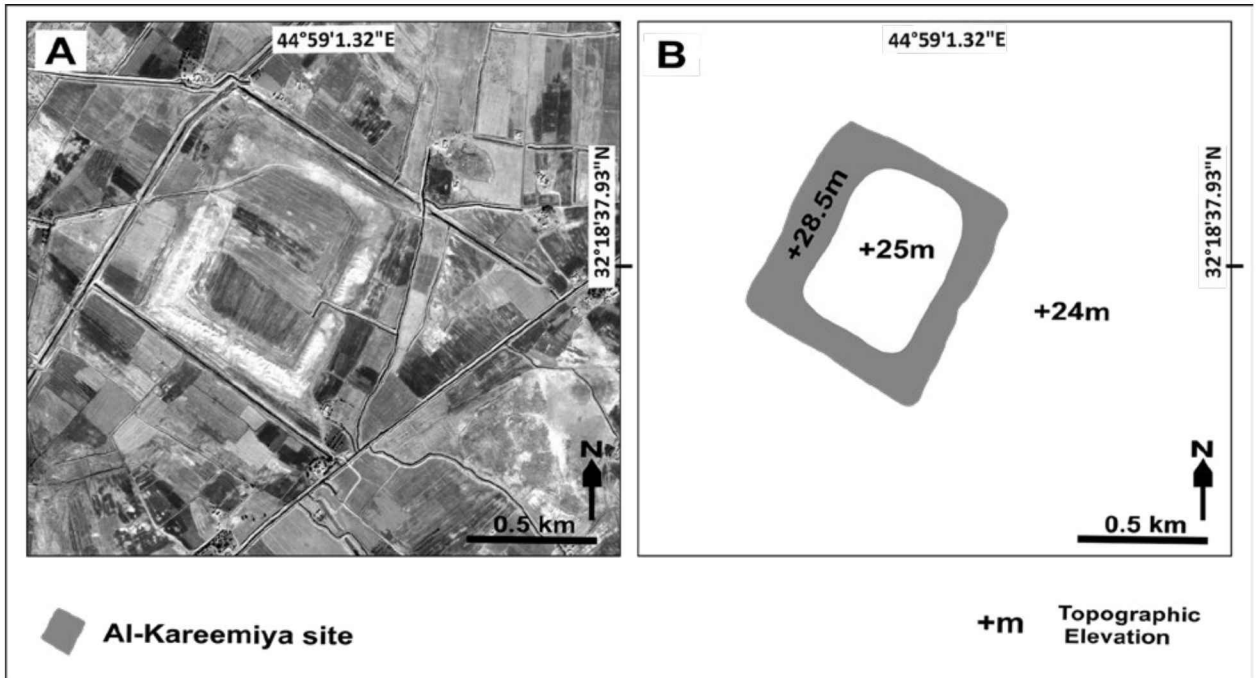 A
44°59'1.32"E
32°18'37.93"N
N
0.5 km
B
44°59'1.32"E
32°18'37.93"N
+28.5m
+25m
+24m
N
0.5 km
Al-Kareemiya site
+m
Topographic
Elevation